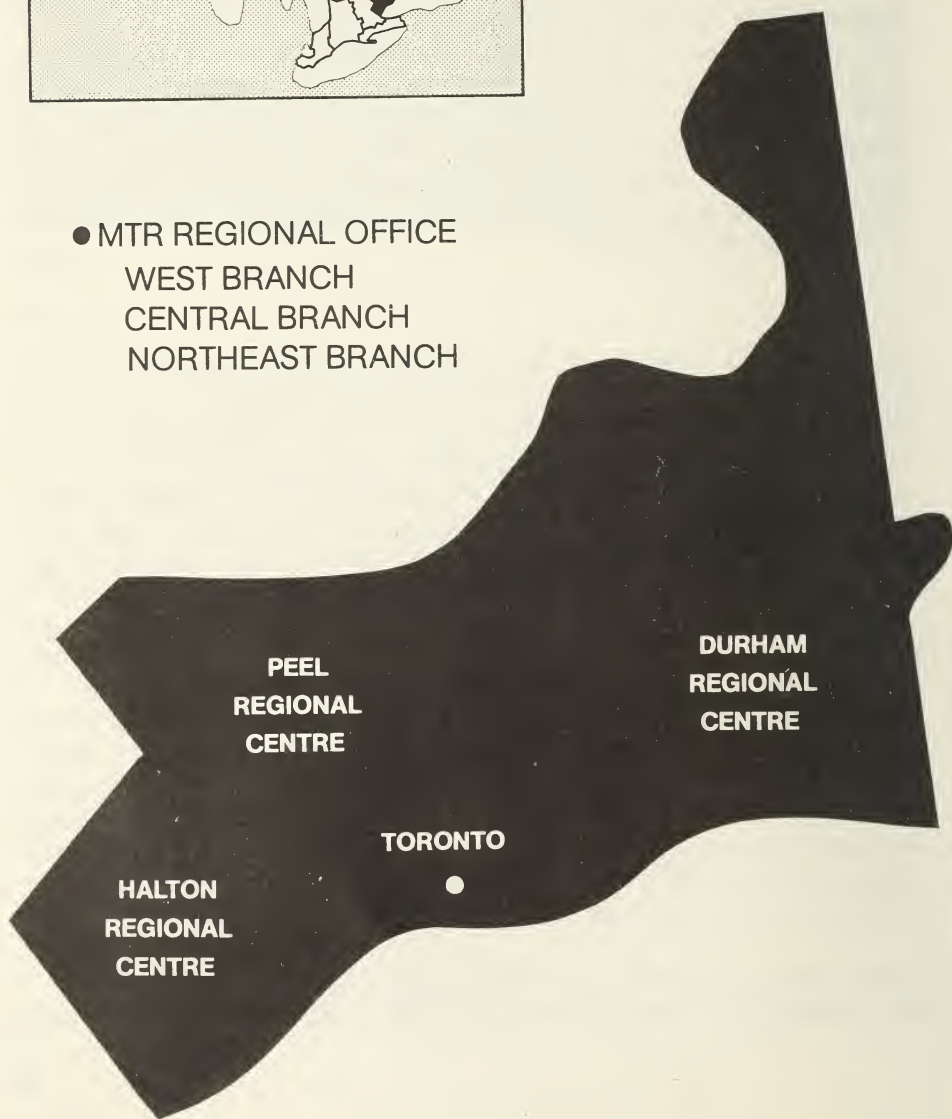 ● MTR REGIONAL OFFICE
WEST BRANCH
CENTRAL BRANCH
NORTHEAST BRANCH
DURHAM
REGIONAL
CENTRE
PEEL
REGIONAL
CENTRE
TORONTO
HALTON
REGIONAL
CENTRE